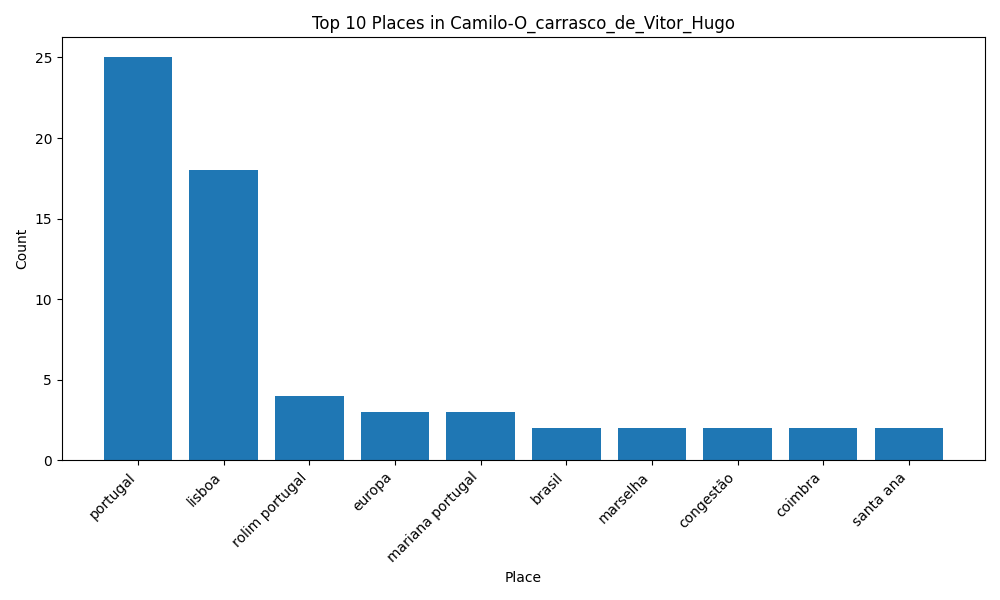 Top 10 Places in Camilo-O_carrasco_de_Vitor_Hugo
Count
25
20
15
10
5
0
portugal
lisboa
rolim portugal
europa
mariana portugal
brasil
marselha
congestão
coimbra
santa ana
Place